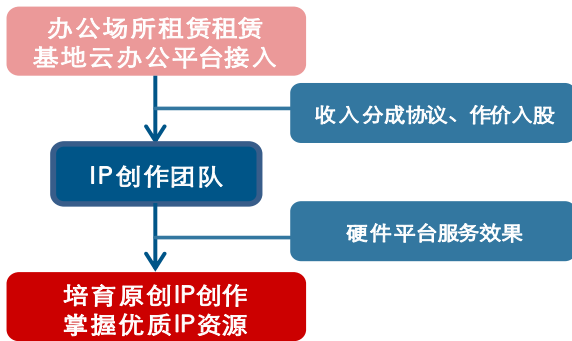 办公场所租赁租赁
基地云办公平台接入
收入分成协议、作价入股
IP创作团队
硬件平台服务效果
培育原创IP创作
掌握优质IP资源